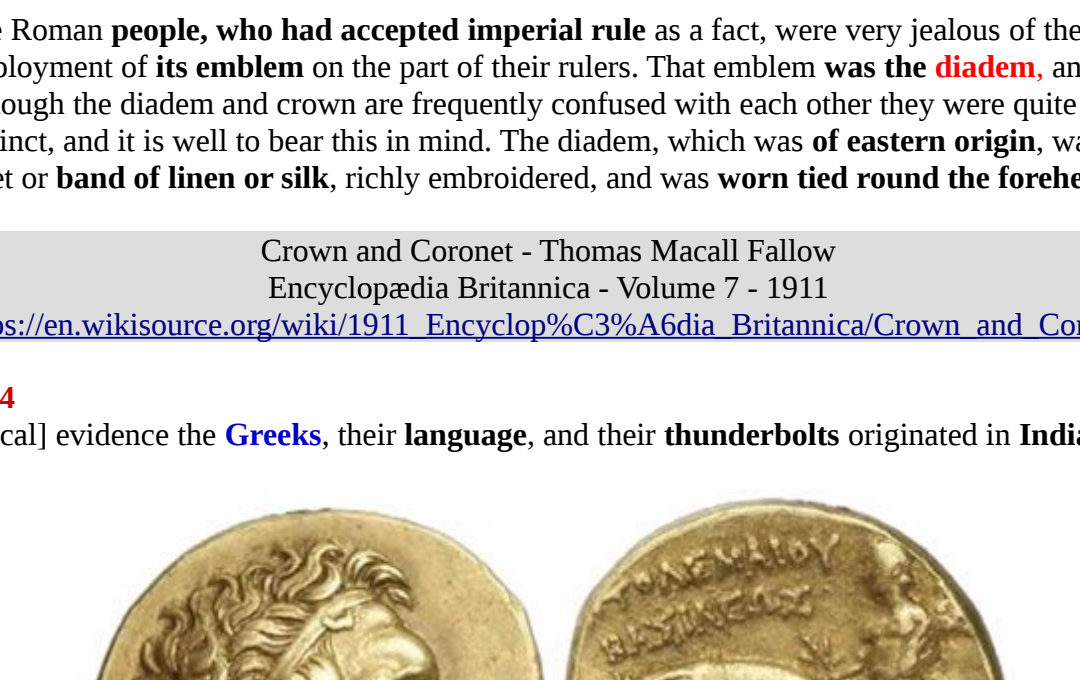 e Roman people, who had accepted imperial rule as a fact, were very jealous of the
ployment of its emblem on the part of their rulers. That emblem was the diadem, an
ough the diadem and crown are frequently confused with each other they were quite
inct, and it is well to bear this in mind. The diadem, which was of eastern origin, wa
et or band of linen or silk, richly embroidered, and was worn tied round the forehe
Crown and Coronet - Thomas Macall Fallow
Encyclopædia Britannica - Volume 7 - 1911
ps://en.wikisource.org/wiki/1911_Encyclop%C3%A6dia_Britannica/Crown_and_Cor
4
cal] evidence the Greeks, their language, and their thunderbolts originated in India
ΠΤΟΛΕΜΑΙΟΥ
ΒΑΣΙΛΕΩΣ